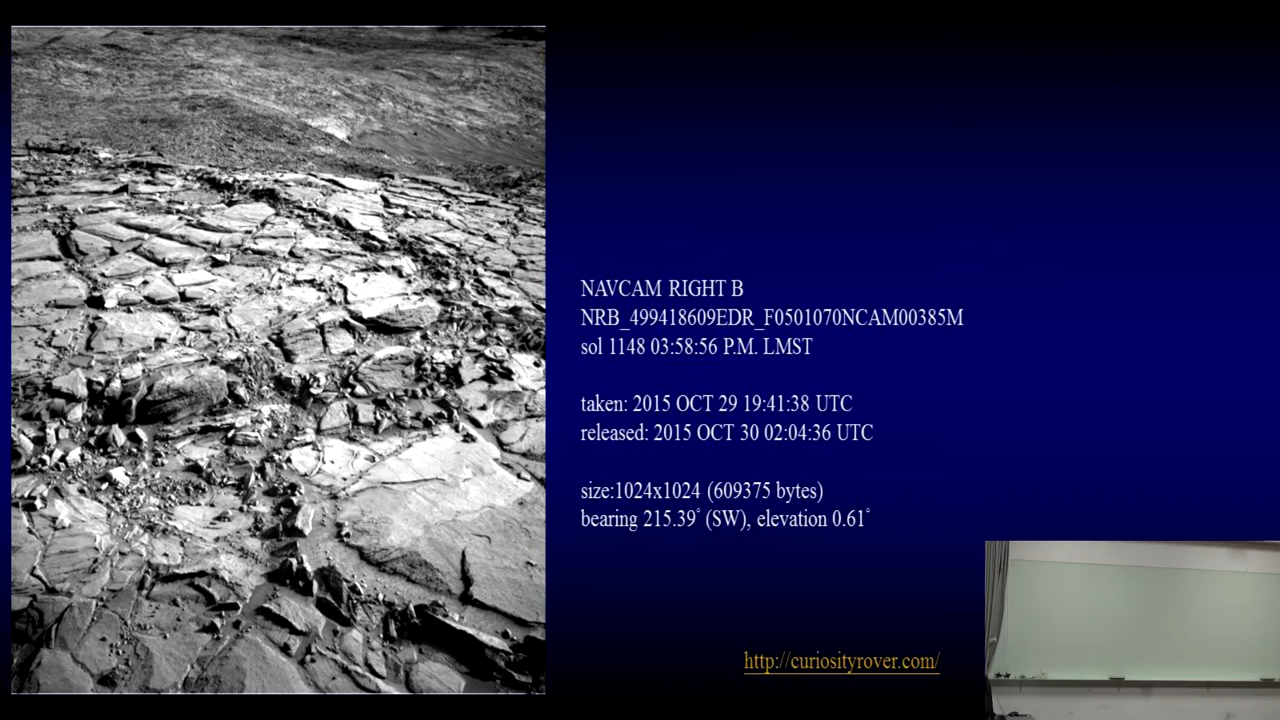 NAVCAM RIGHT B
NRB_499418609EDR_F0501070NCAM00385M
sol 1148 03:58:56 P.M. LMST
taken: 2015 OCT 29 19:41:38 UTC
released: 2015 OCT 30 02:04:36 UTC
size:1024x1024 (609375 bytes)
bearing 215.39° (SW), elevation 0.61°
http://curiosityrover.com/